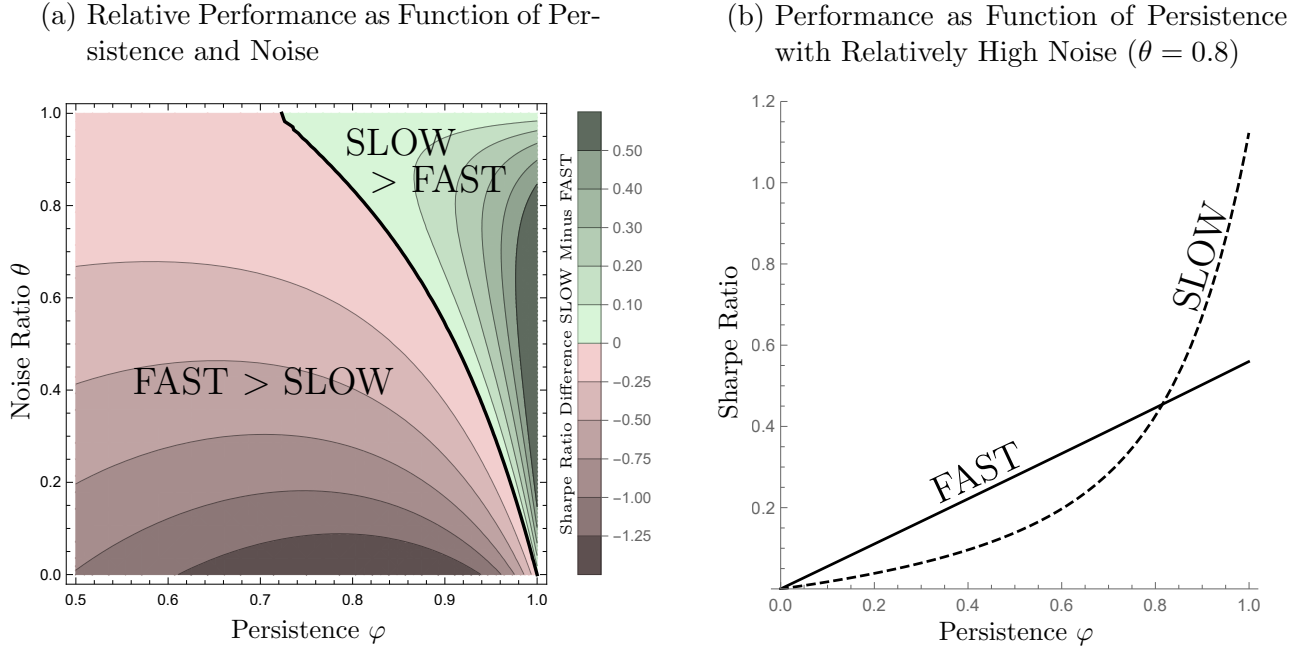 (a) Relative Performance as Function of Per-
sistence and Noise
SLOW
> FAST
FAST > SLOW
1.0
0.8
0.6
0.4
0.2
0.0
Noise Ratio θ
0.5 0.6 0.7 0.8 0.9 1.0
Persistence φ
Sharpe Ratio Difference SLOW Minus FAST
0.50
0.40
0.30
0.20
0.10
0
−0.25
−0.50
−0.75
−1.00
−1.25
(b) Performance as Function of Persistence
with Relatively High Noise (θ = 0.8)
1.2
1.0
0.8
0.6
0.4
0.2
Sharpe Ratio
SLOW
FAST
0.0 0.2 0.4 0.6 0.8 1.0
Persistence φ